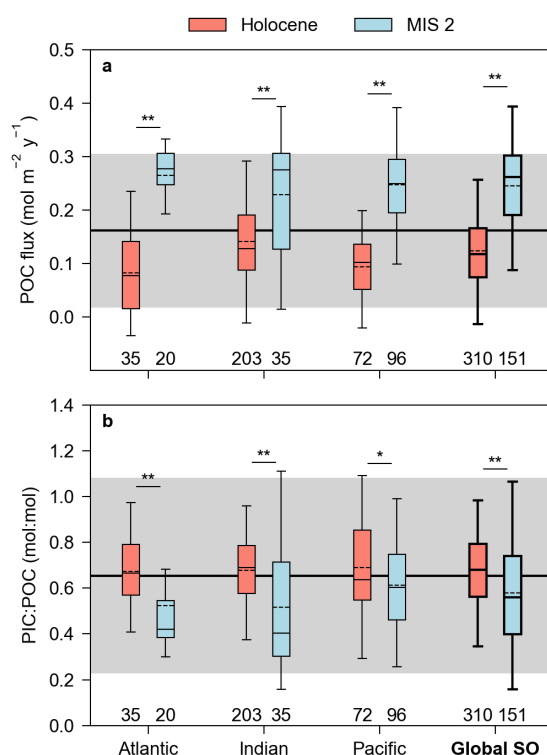 Holocene MIS 2
a
POC flux (mol m⁻² y⁻¹)
0.5
0.4
0.3
0.2
0.1
0.0
** ** ** **
35 20 203 35 72 96 310 151
b
PIC:POC (mol:mol)
1.4
1.2
1.0
0.8
0.6
0.4
0.2
0.0
** ** * **
35 20 203 35 72 96 310 151
Atlantic Indian Pacific Global SO